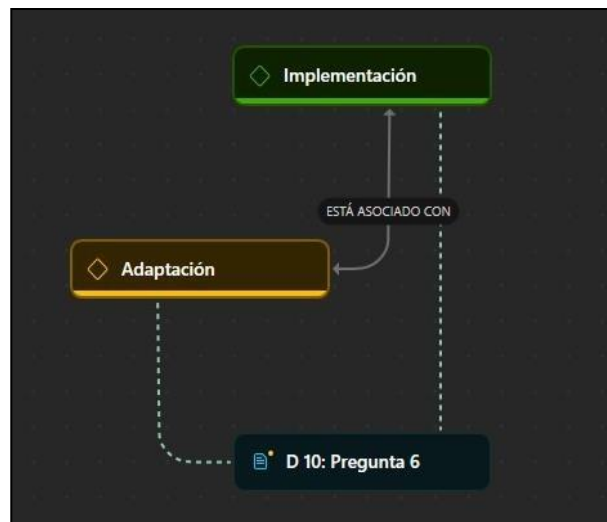 Implementación
ESTÁ ASOCIADO CON
Adaptación
D 10: Pregunta 6